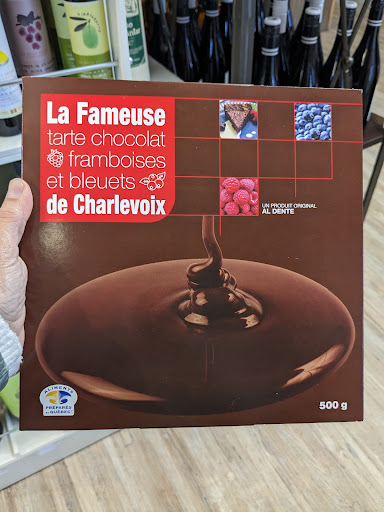 La Fameuse
tarte chocolat
framboises
et bleuets
de Charlevoix
UN PRODUIT ORIGINAL
AL DENTE
ALIMENTS
PRÉPARÉS
AU QUÉBEC
500 g